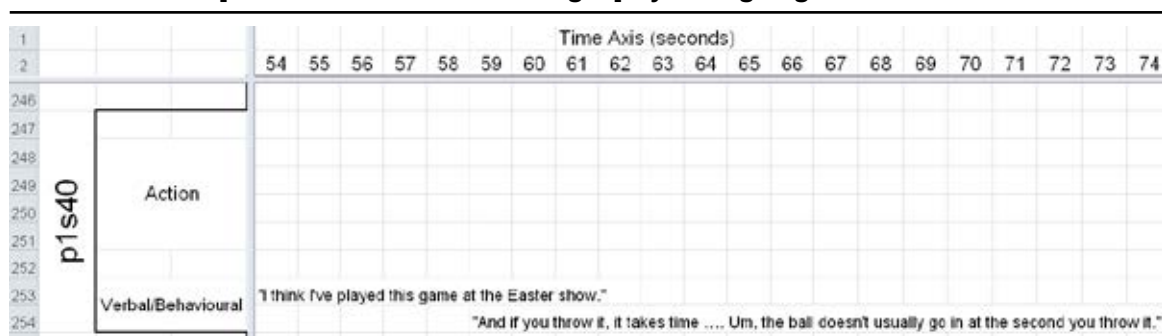 1 Time Axis (seconds)
2 54 55 56 57 58 59 60 61 62 63 64 65 66 67 68 69 70 71 72 73 74
246
247
248
249 Action
250 p1s40
251
252
253 Verbal/Behavioural "I think I've played this game at the Easter show."
254 "And if you throw it, it takes time .... Um, the ball doesn't usually go in at the second you throw it."